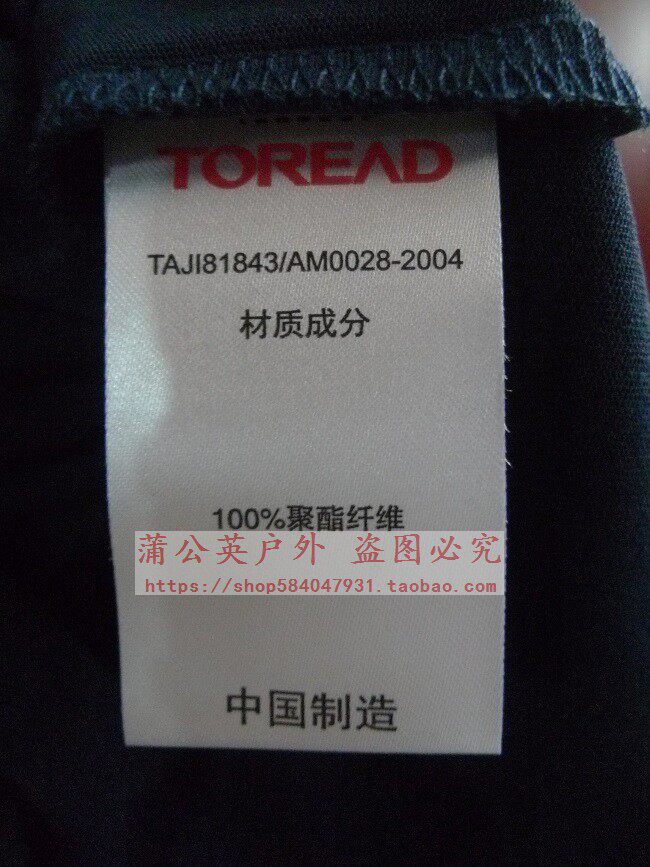 TOREAD
TAJI81843/AM0028-2004
材质成分
100%聚酯纤维
蒲公英户外 盗图必究
https://shop584047931.taobao.com
中国制造